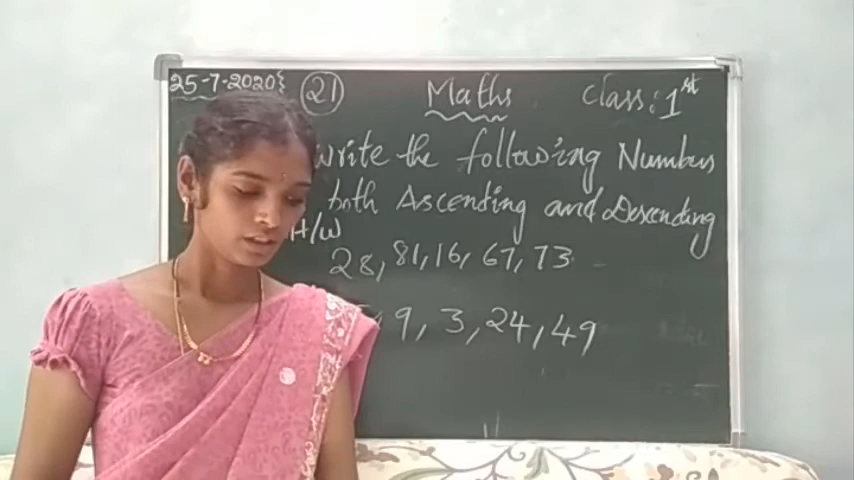 25-7-2020} 21 Maths class: 1st
write the following Numbers
both Ascending and Descending
H/W
28, 81, 16, 67, 73
9, 3, 24, 49